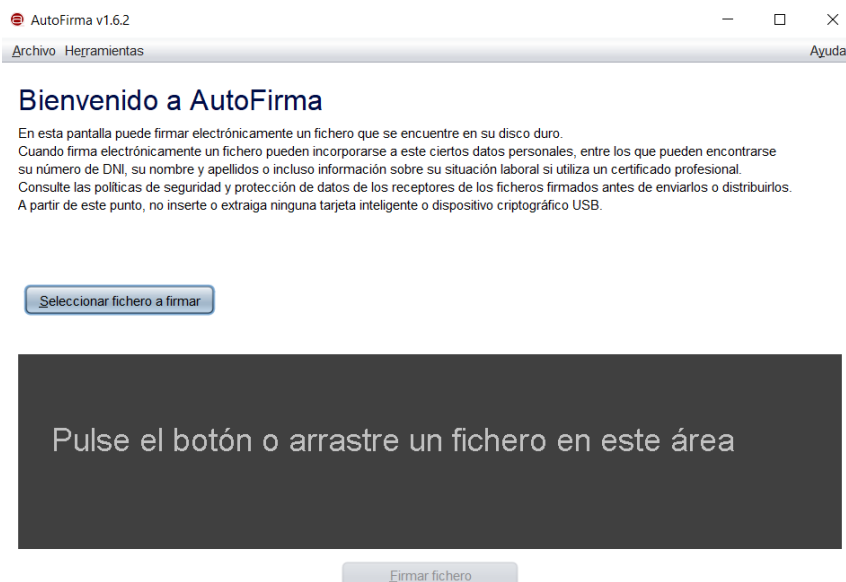 AutoFirma v1.6.2
Archivo Herramientas Ayuda
Bienvenido a AutoFirma
En esta pantalla puede firmar electrónicamente un fichero que se encuentre en su disco duro.
Cuando firma electrónicamente un fichero pueden incorporarse a este ciertos datos personales, entre los que pueden encontrarse
su número de DNI, su nombre y apellidos o incluso información sobre su situación laboral si utiliza un certificado profesional.
Consulte las políticas de seguridad y protección de datos de los receptores de los ficheros firmados antes de enviarlos o distribuirlos.
A partir de este punto, no inserte o extraiga ninguna tarjeta inteligente o dispositivo criptográfico USB.
Seleccionar fichero a firmar
Pulse el botón o arrastre un fichero en este área
Firmar fichero